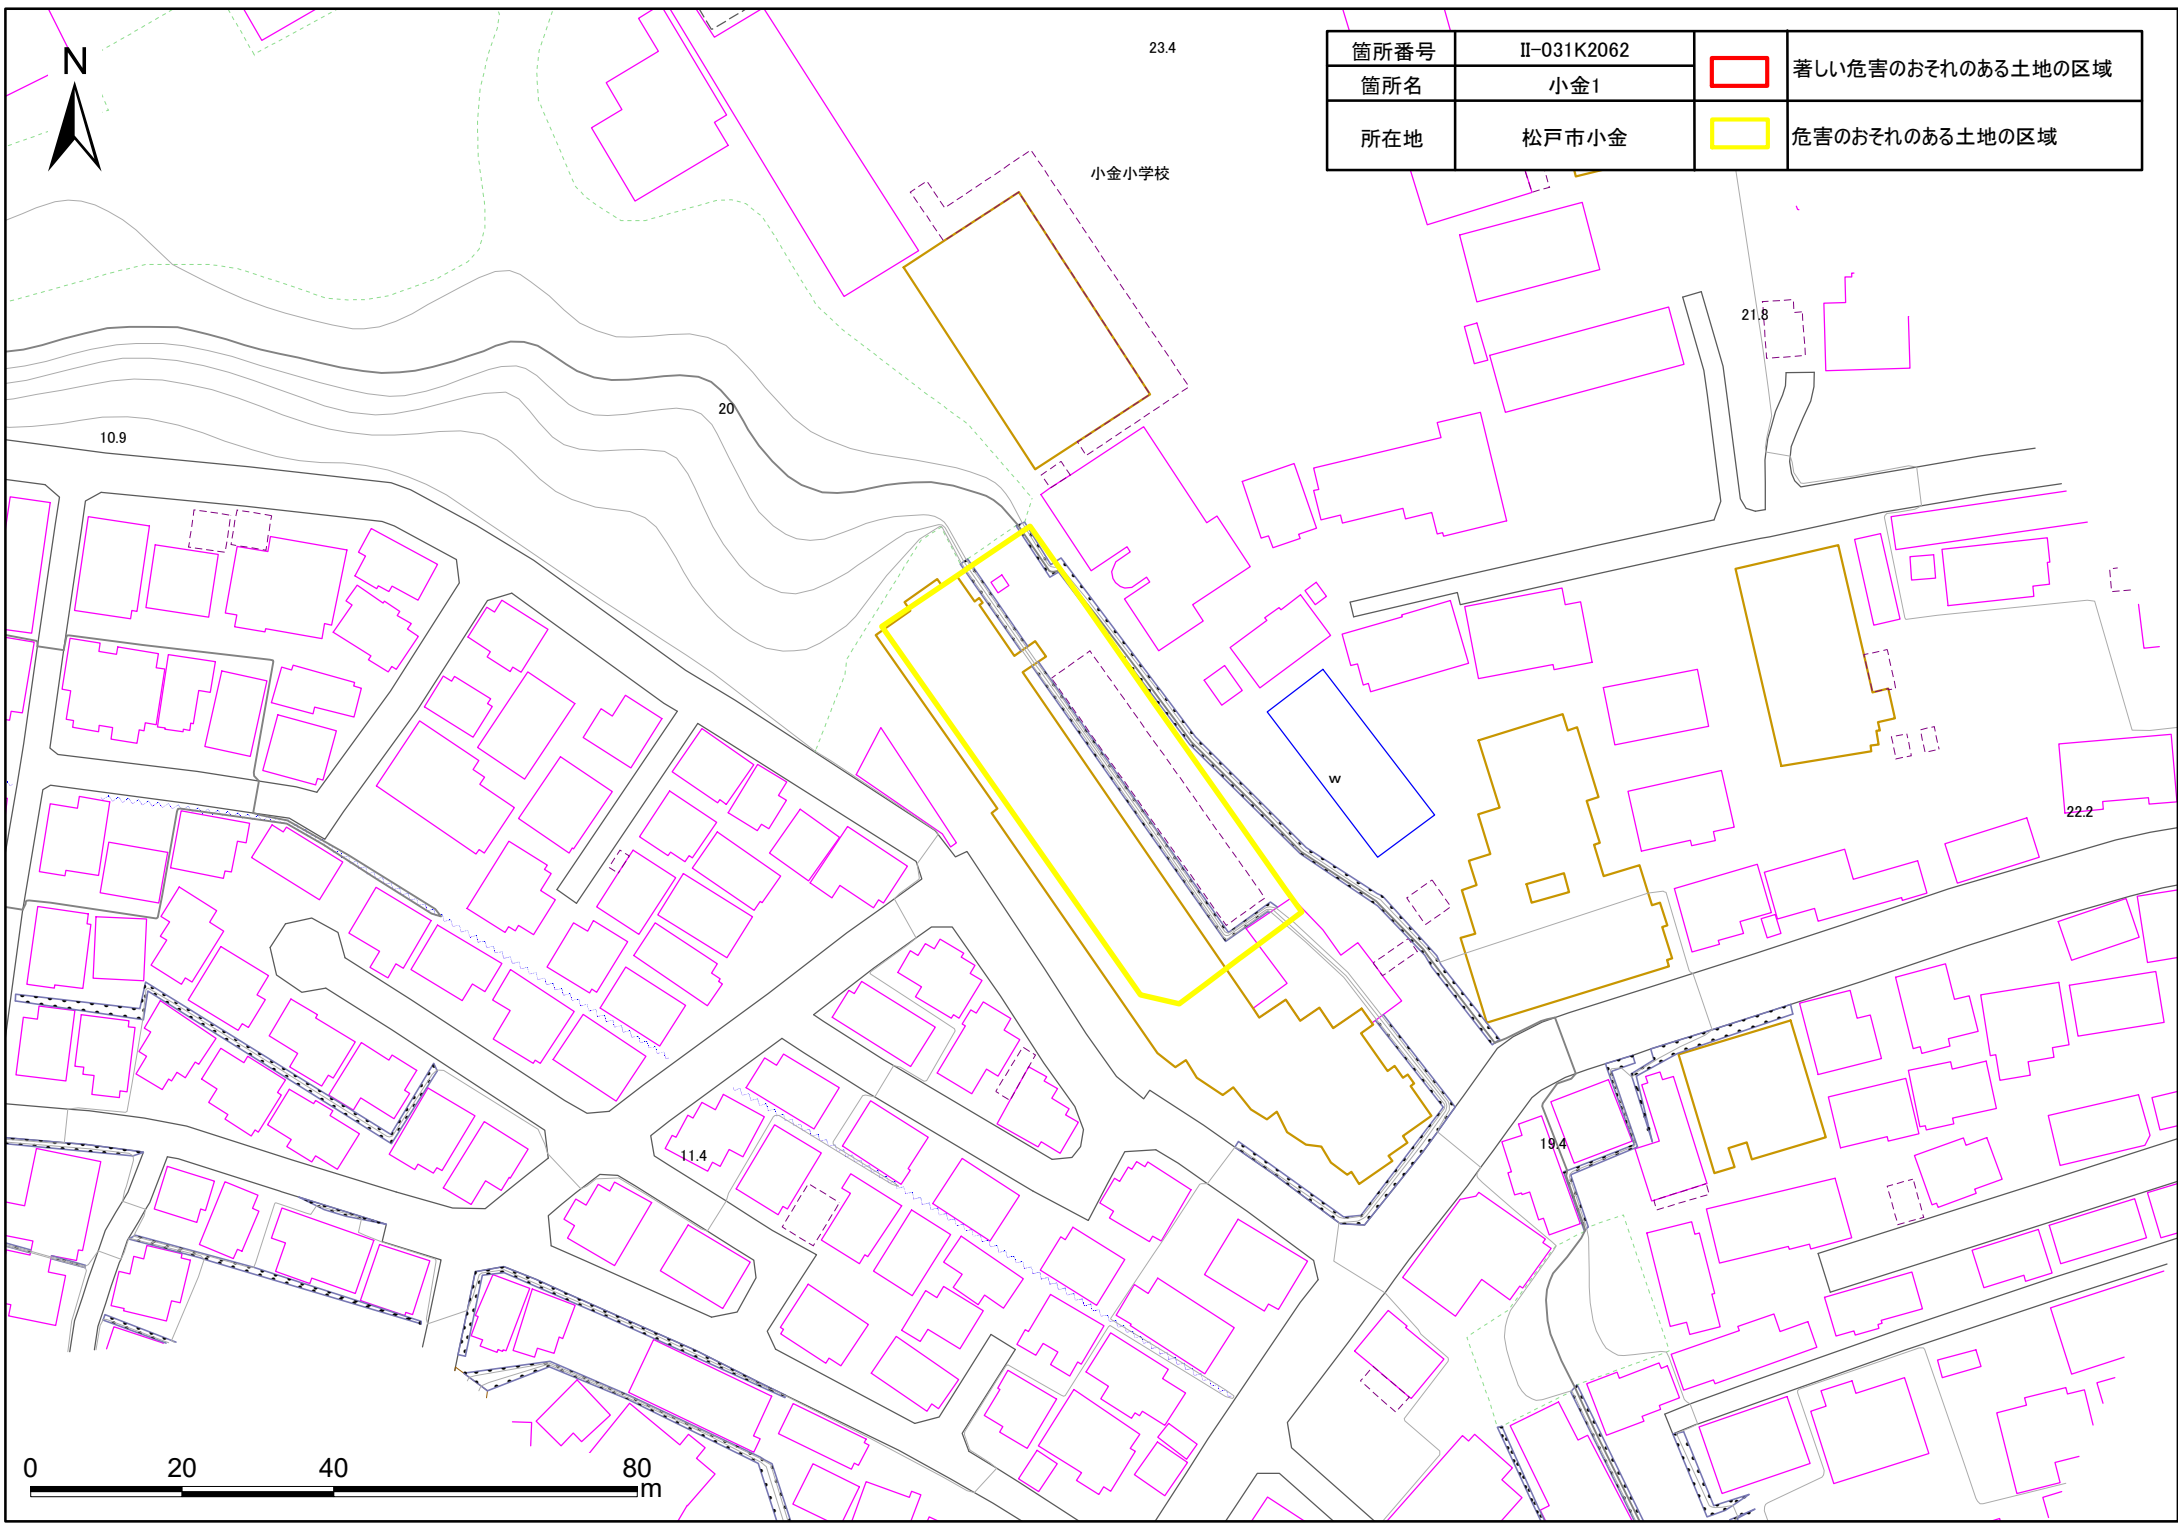 N
23.4
箇所番号 II-031K2062 著しい危害のおそれのある土地の区域
箇所名 小金1
所在地 松戸市小金 危害のおそれのある土地の区域
小金小学校
21.8
20
10.9
w
22.2
19.4
11.4
0 20 40 80
m